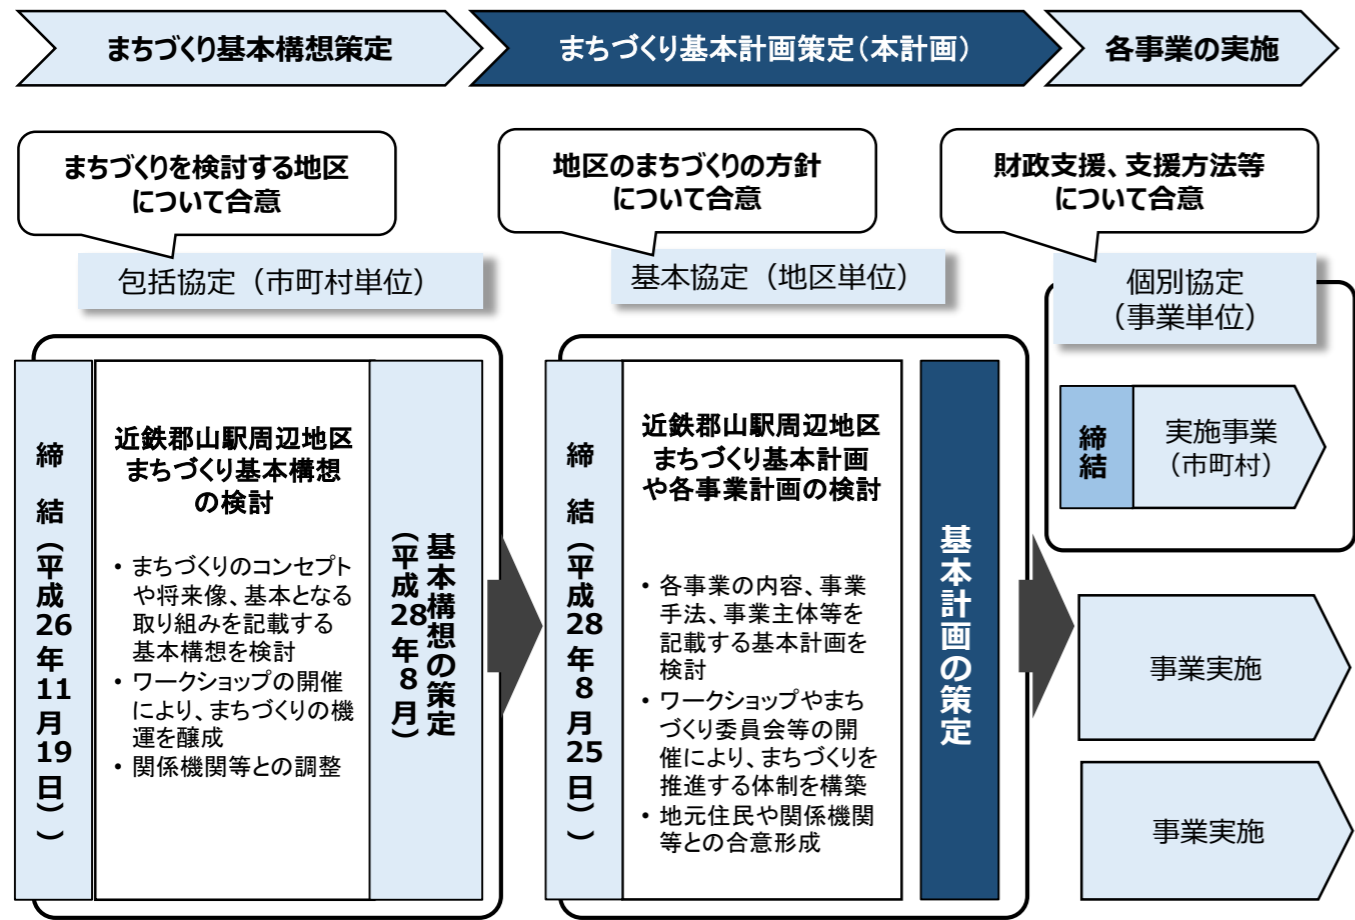 まちづくり基本構想策定
まちづくり基本計画策定（本計画）
各事業の実施
まちづくりを検討する地区
について合意
地区のまちづくりの方針
について合意
財政支援、支援方法等
について合意
包括協定（市町村単位）
基本協定（地区単位）
個別協定
（事業単位）
締結（平成26年11月19日））
近鉄郡山駅周辺地区
まちづくり基本構想
の検討
• まちづくりのコンセプト
や将来像、基本となる
取り組みを記載する
基本構想を検討
• ワークショップの開催
により、まちづくりの機
運を醸成
• 関係機関等との調整
基本構想の策定
（平成28年8月）
締結（平成28年8月25日））
近鉄郡山駅周辺地区
まちづくり基本計画
や各事業計画の検討
• 各事業の内容、事業
手法、事業主体等を
記載する基本計画を
検討
• ワークショップやまち
づくり委員会等の開
催により、まちづくりを
推進する体制を構築
• 地元住民や関係機関
等との合意形成
基本計画の策定
締結
実施事業
（市町村）
事業実施
事業実施